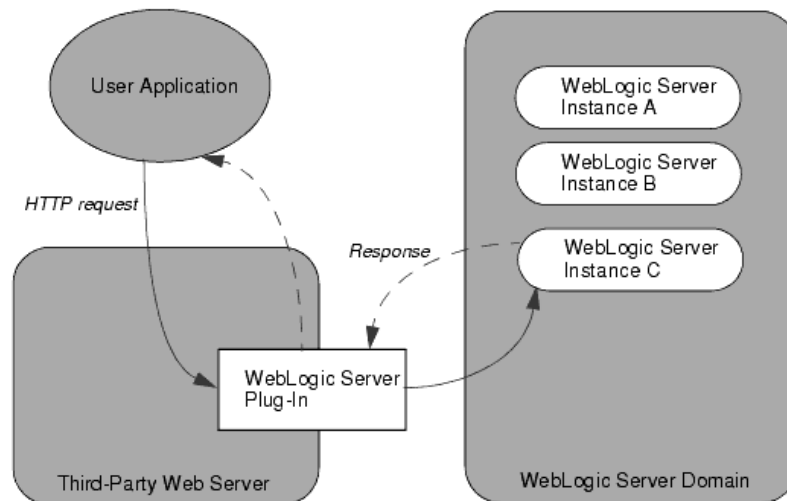 User Application
WebLogic Server
Instance A
WebLogic Server
Instance B
HTTP request
Response
WebLogic Server
Instance C
WebLogic Server
Plug-In
Third-Party Web Server
WebLogic Server Domain